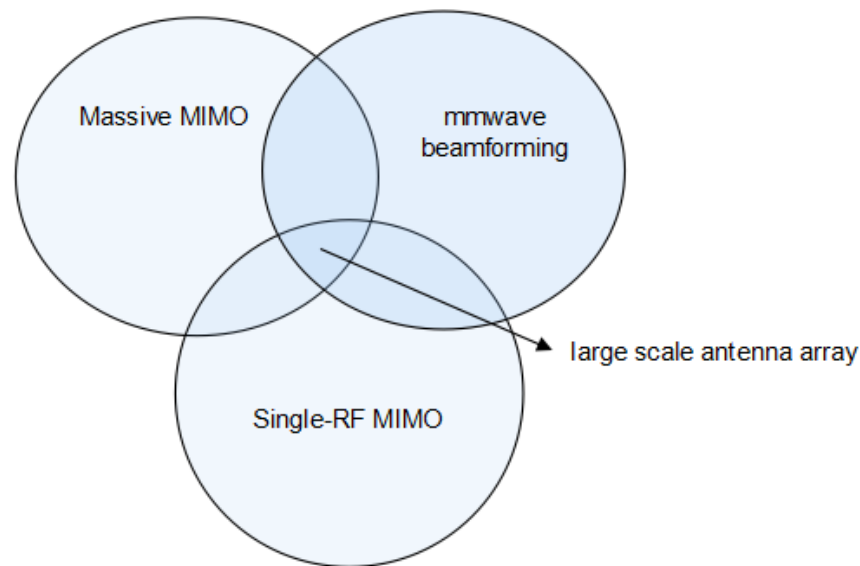 Massive MIMO
mmwave
beamforming
large scale antenna array
Single-RF MIMO